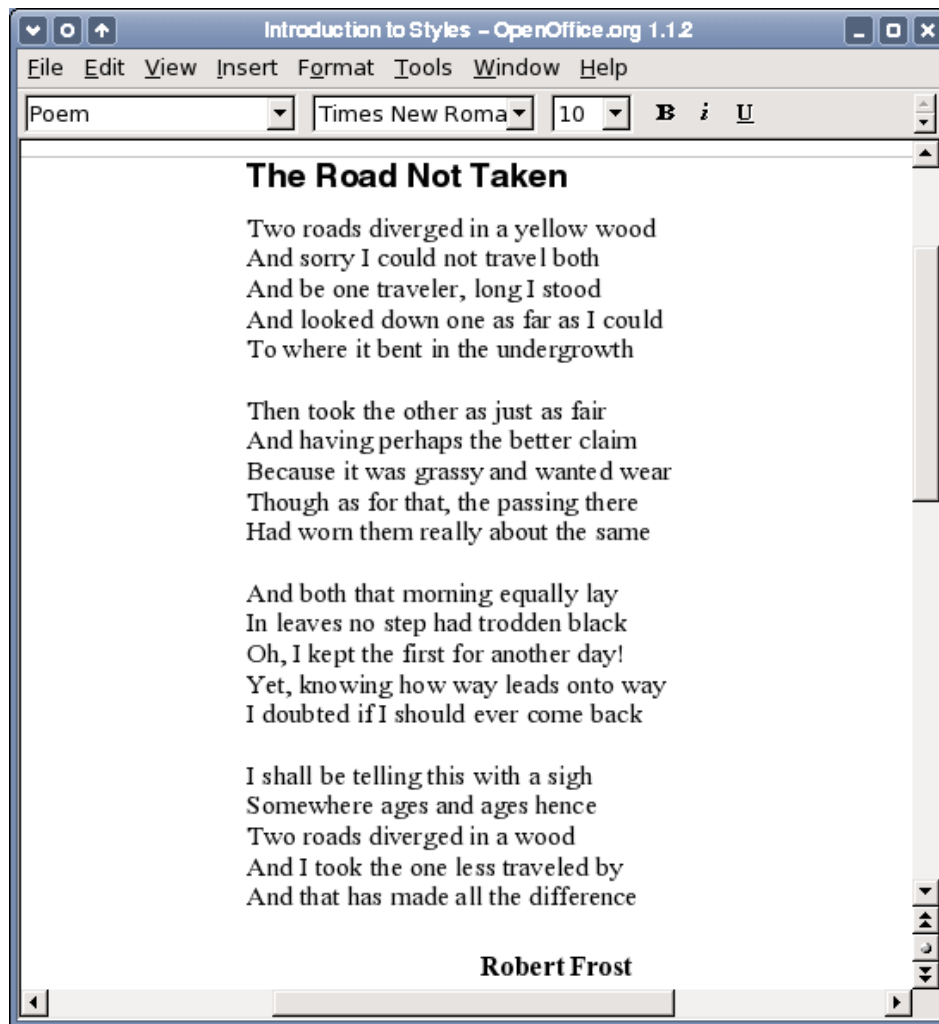 Introduction to Styles – OpenOffice.org 1.1.2
File Edit View Insert Format Tools Window Help
Poem Times New Roma 10 B i U
The Road Not Taken
Two roads diverged in a yellow wood
And sorry I could not travel both
And be one traveler, long I stood
And looked down one as far as I could
To where it bent in the undergrowth
Then took the other as just as fair
And having perhaps the better claim
Because it was grassy and wanted wear
Though as for that, the passing there
Had worn them really about the same
And both that morning equally lay
In leaves no step had trodden black
Oh, I kept the first for another day!
Yet, knowing how way leads onto way
I doubted if I should ever come back
I shall be telling this with a sigh
Somewhere ages and ages hence
Two roads diverged in a wood
And I took the one less traveled by
And that has made all the difference
Robert Frost